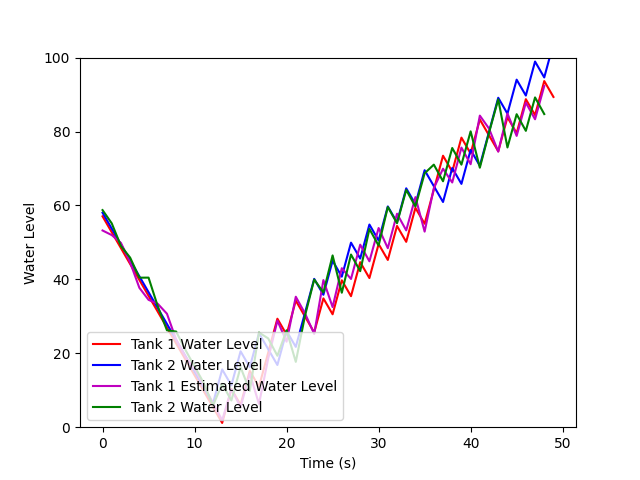 100
80
60
40
20
0
Water Level
Tank 1 Water Level
Tank 2 Water Level
Tank 1 Estimated Water Level
Tank 2 Water Level
0 10 20 30 40 50
Time (s)